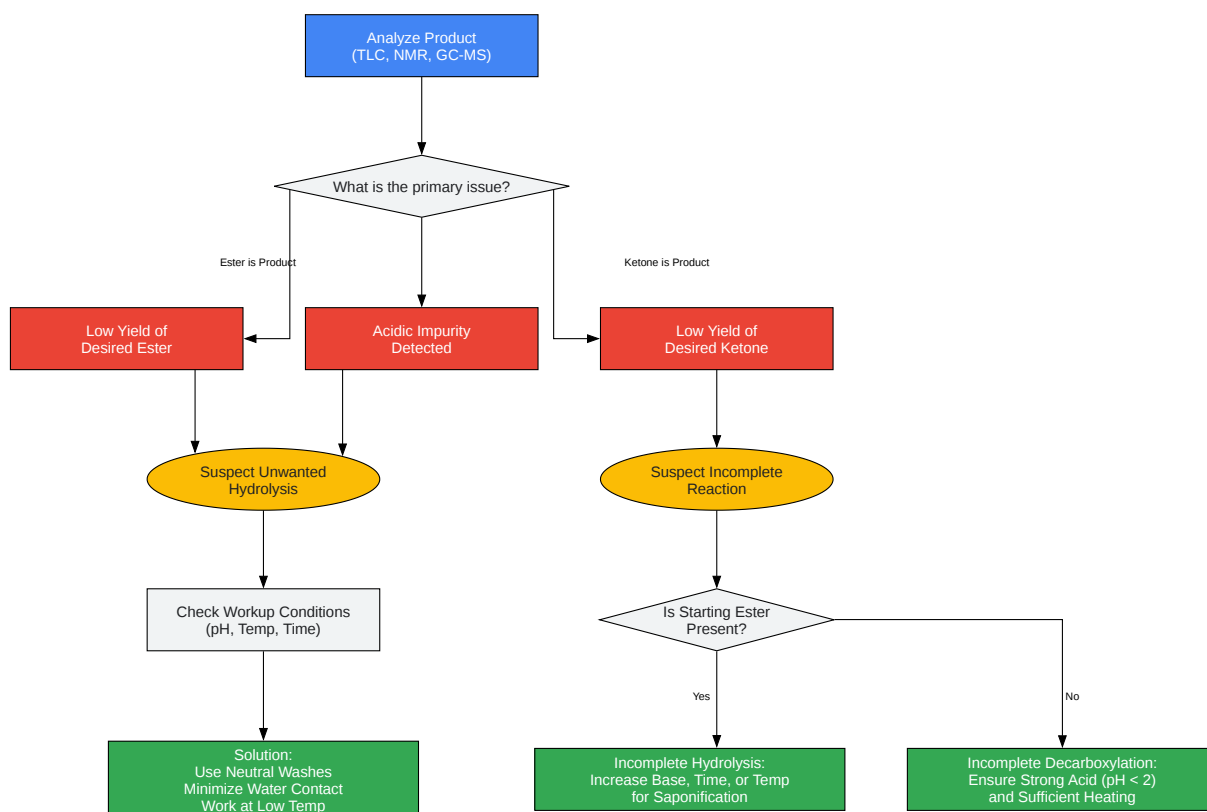 Analyze Product
(TLC, NMR, GC-MS)
What is the primary issue?
Ester is Product
Ketone is Product
Low Yield of
Desired Ester
Acidic Impurity
Detected
Low Yield of
Desired Ketone
Suspect Unwanted
Hydrolysis
Suspect Incomplete
Reaction
Check Workup Conditions
(pH, Temp, Time)
Is Starting Ester
Present?
Yes
No
Solution:
Use Neutral Washes
Minimize Water Contact
Work at Low Temp
Incomplete Hydrolysis:
Increase Base, Time, or Temp
for Saponification
Incomplete Decarboxylation:
Ensure Strong Acid (pH < 2)
and Sufficient Heating